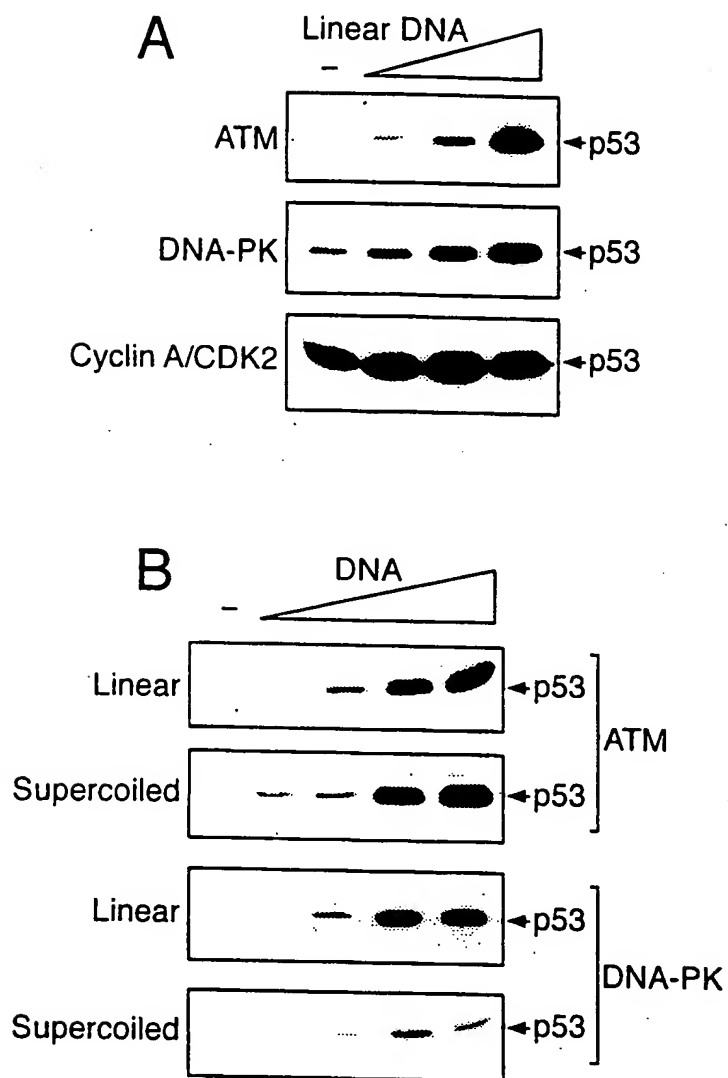 A
Linear DNA
–
ATM
p53
DNA-PK
p53
Cyclin A/CDK2
p53
B
DNA
–
Linear
p53
ATM
Supercoiled
p53
Linear
p53
DNA-PK
Supercoiled
p53